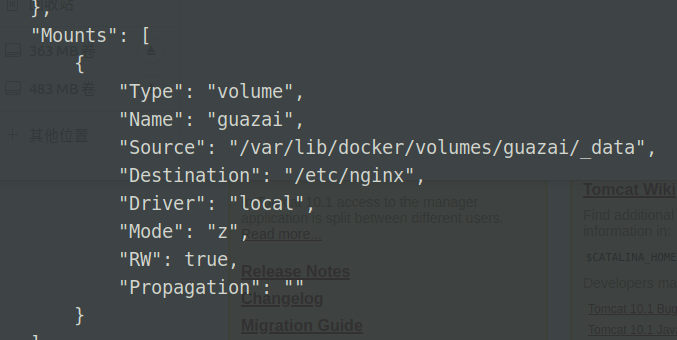 },
"Mounts": [
{
"Type": "volume",
"Name": "guazai",
"Source": "/var/lib/docker/volumes/guazai/_data",
"Destination": "/etc/nginx",
"Driver": "local",
"Mode": "z",
"RW": true,
"Propagation": ""
}
363 MB 卷
483 MB 卷
+ 其他位置
10.1 access to the manager
application is split between different users.
Read more...
Release Notes
Changelog
Migration Guide
Tomcat Wiki
Find additional
information in:
$CATALINA_HOME
Developers ma
Tomcat 10.1 Bug
Tomcat 10.1 Jav